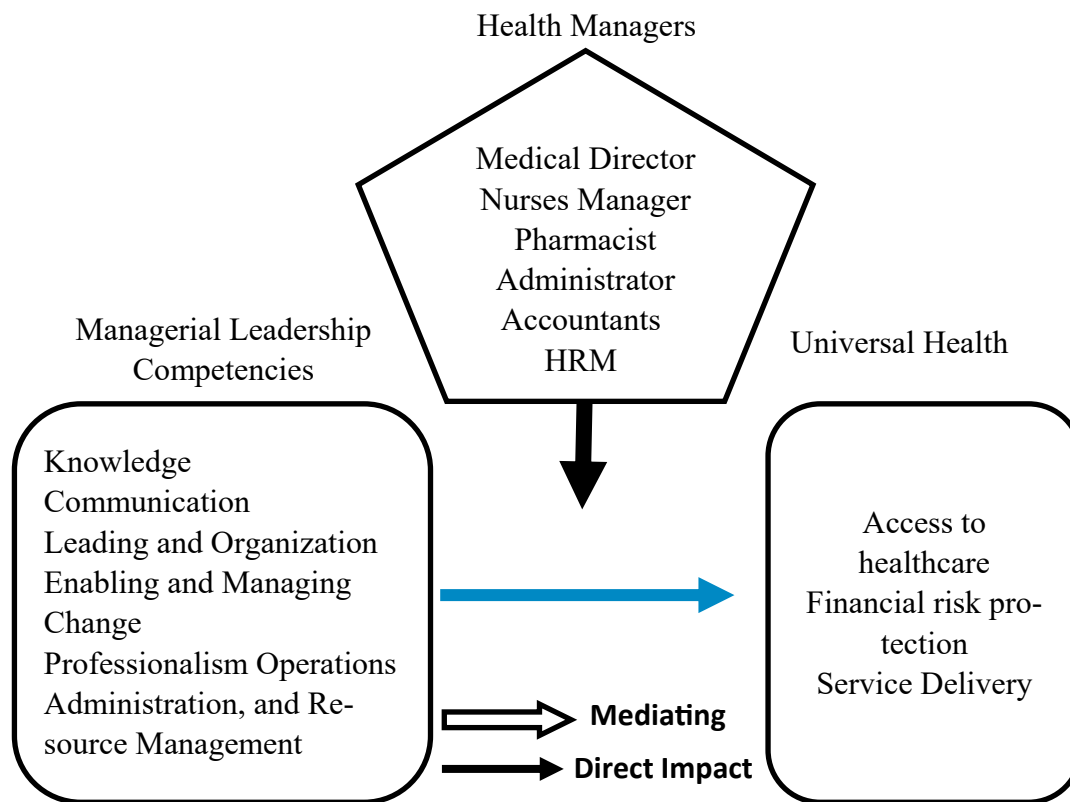 Health Managers
Medical Director
Nurses Manager
Pharmacist
Administrator
Accountants
HRM
Managerial Leadership
Competencies
Knowledge
Communication
Leading and Organization
Enabling and Managing
Change
Professionalism Operations
Administration, and Re-
source Management
Universal Health
Access to
healthcare
Financial risk pro-
tection
Service Delivery
Mediating
Direct Impact